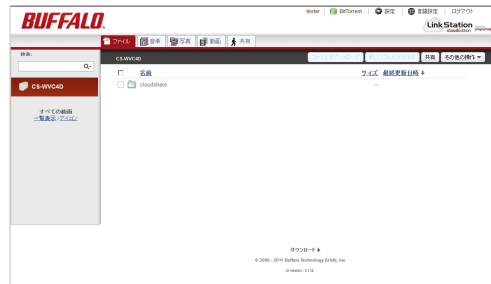 BUFFALO
tester | BitTorrent | 設定 | 言語設定 | ログアウト
LinkStation
cloudEdition
ファイル 音楽 写真 動画 共有
検索:
CS-WVC4D
共有 その他の操作
CS-WVC4D
名前 サイズ 最終更新日時
cloudshare --
すべての動画
一覧表示 | アイコン
ダウンロード
© 2006 - 2011 Buffalo Technology (USA), Inc